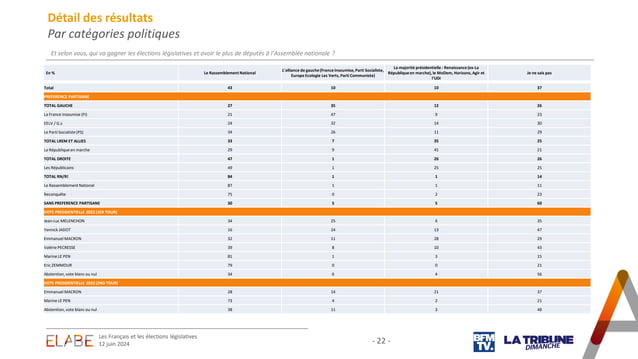 Détail des résultats
Par catégories politiques
Et selon vous, qui va gagner les élections législatives et avoir le plus de députés à l'Assemblée nationale ?
En % Le Rassemblement National L'alliance de gauche (France Insoumise, Parti Socialiste, Europe Ecologie Les Verts, Parti Communiste) La majorité présidentielle : Renaissance (ex-La République en marche), le MoDem, Horizons, Agir et l'UDI Je ne sais pas
Total 43 10 10 37
PREFERENCE PARTISANE
TOTAL GAUCHE 27 35 12 26
La France Insoumise (FI) 21 47 9 23
EELV / G.s 24 32 14 30
Le Parti Socialiste (PS) 34 26 11 29
TOTAL LREM ET ALLIES 33 7 35 25
La République en marche 29 9 41 21
TOTAL DROITE 47 1 26 26
Les Républicains 49 1 25 25
TOTAL RN/R! 84 1 1 14
Le Rassemblement National 87 1 1 11
Reconquête 75 2 0 23
SANS PREFERENCE PARTISANE 30 5 5 60
VOTE PRESIDENTIELLE 2022 (1ER TOUR)
Jean-Luc MELENCHON 34 25 6 35
Yannick JADOT 16 24 13 47
Emmanuel MACRON 32 11 28 29
Valérie PECRESSE 39 8 10 43
Marine LE PEN 81 1 3 15
Eric ZEMMOUR 79 0 0 21
Abstention, vote blanc ou nul 34 6 4 56
VOTE PRESIDENTIELLE 2022 (2ND TOUR)
Emmanuel MACRON 28 14 21 37
Marine LE PEN 73 4 2 21
Abstention, vote blanc ou nul 38 11 3 48
ELABE
Les Français et les élections législatives
12 juin 2024
- 22 -
BFM
TV.
LA TRIBUNE
DIMANCHE